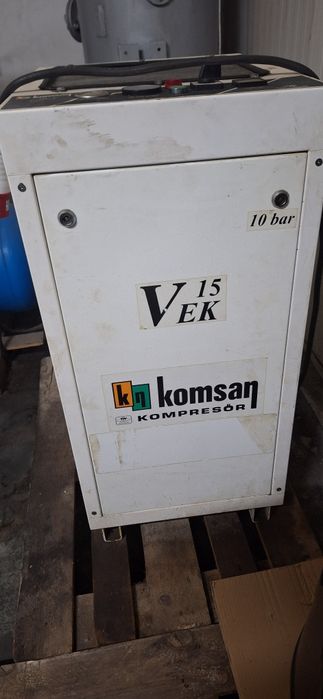 10 bar
V 15
EK
kn komsan
KOMPRESÖR